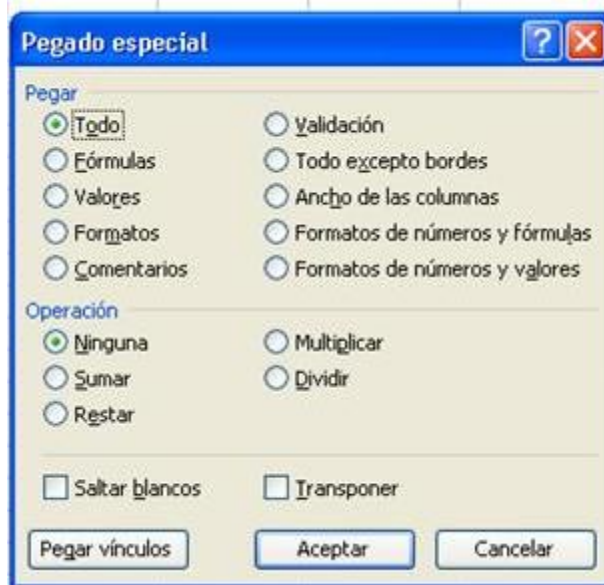 Pegado especial
Pegar
Todo
Validación
Fórmulas
Todo excepto bordes
Valores
Ancho de las columnas
Formatos
Formatos de números y fórmulas
Comentarios
Formatos de números y valores
Operación
Ninguna
Multiplicar
Sumar
Dividir
Restar
Saltar blancos
Transponer
Pegar vínculos
Aceptar
Cancelar